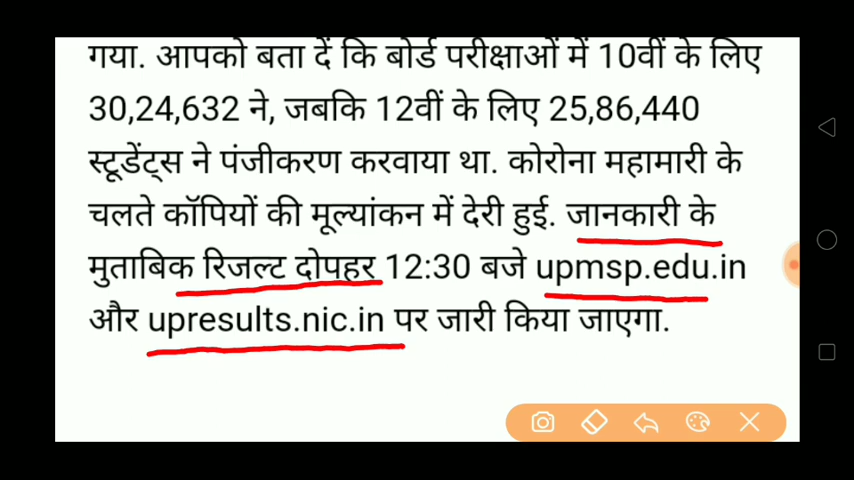 गया. आपको बता दें कि बोर्ड परीक्षाओं में 10वीं के लिए
30,24,632 ने, जबकि 12वीं के लिए 25,86,440
स्टूडेंट्स ने पंजीकरण करवाया था. कोरोना महामारी के
चलते कॉपियों की मूल्यांकन में देरी हुई. जानकारी के
मुताबिक रिजल्ट दोपहर 12:30 बजे upmsp.edu.in
और upresults.nic.in पर जारी किया जाएगा.